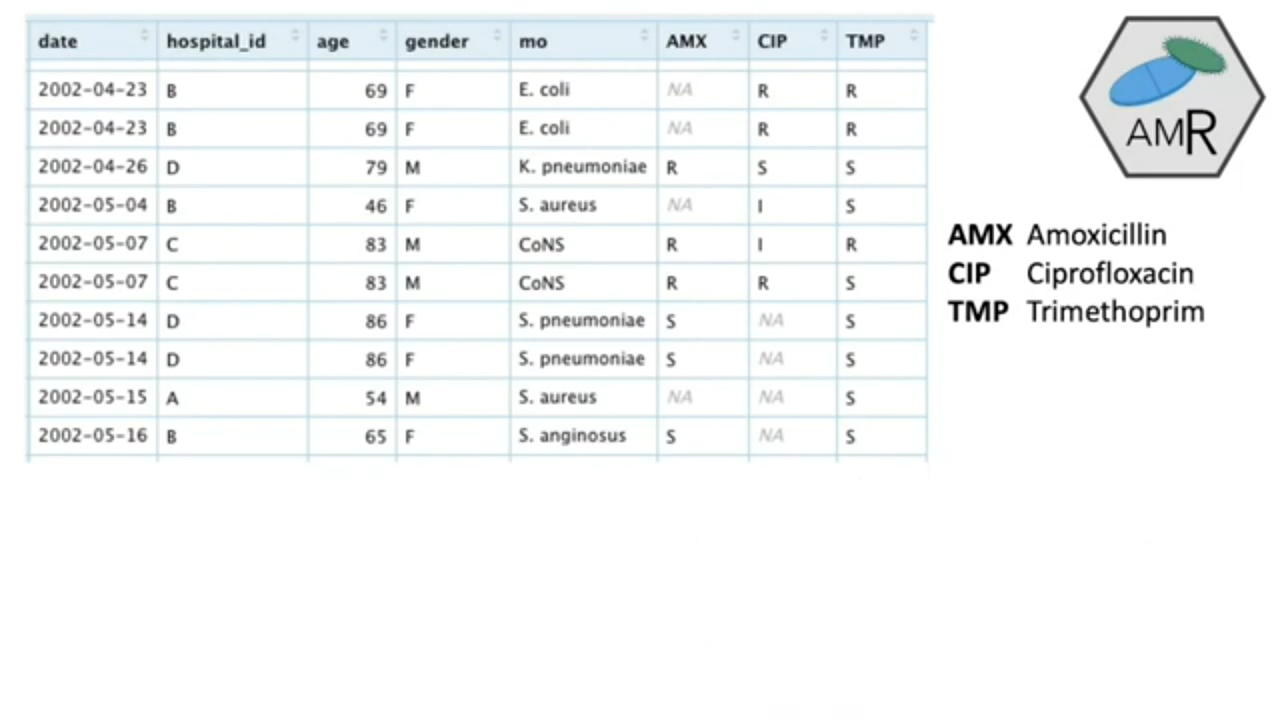 date hospital_id age gender mo AMX CIP TMP
2002-04-23 B 69 F E. coli NA R R
2002-04-23 B 69 F E. coli NA R R
2002-04-26 D 79 M K. pneumoniae R S S
2002-05-04 B 46 F S. aureus NA I S
2002-05-07 C 83 M CoNS R I R
2002-05-07 C 83 M CoNS R R S
2002-05-14 D 86 F S. pneumoniae S NA S
2002-05-14 D 86 F S. pneumoniae S NA S
2002-05-15 A 54 M S. aureus NA NA S
2002-05-16 B 65 F S. anginosus S NA S
AMR
AMX Amoxicillin
CIP Ciprofloxacin
TMP Trimethoprim